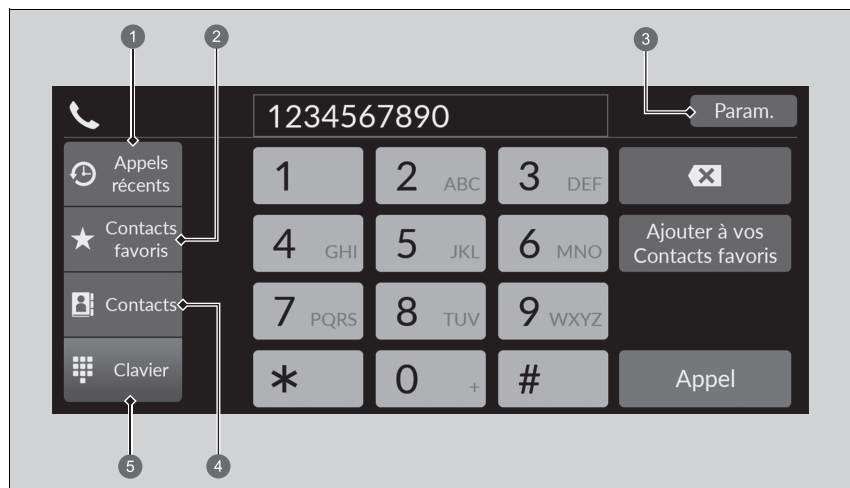 1
2
3
1234567890
Param.
Appels
récents
Contacts
favoris
Contacts
Clavier
1
2 ABC
3 DEF
4 GHI
5 JKL
6 MNO
Ajouter à vos
Contacts favoris
7 PQRS
8 TUV
9 WXYZ
*
0 +
#
Appel
5
4